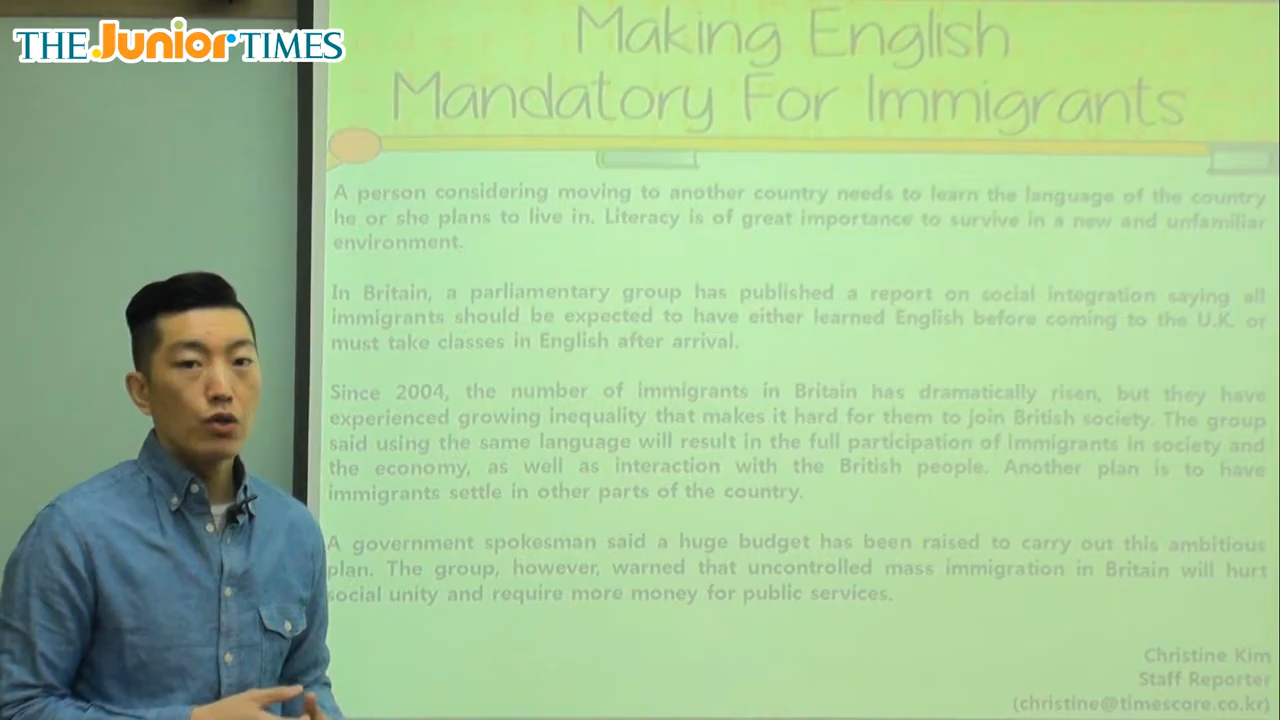 THE Junior TIMES
Making English
Mandatory For Immigrants
A person considering moving to another country needs to learn the language of the country
he or she plans to live in. Literacy is of great importance to survive in a new and unfamiliar
environment.
In Britain, a parliamentary group has published a report on social integration saying all
immigrants should be expected to have either learned English before coming to the U.K. or
must take classes in English after arrival.
Since 2004, the number of immigrants in Britain has dramatically risen, but they have
experienced growing inequality that makes it hard for them to join British society. The group
said using the same language will result in the full participation of immigrants in society and
the economy, as well as interaction with the British people. Another plan is to have
immigrants settle in other parts of the country.
A government spokesman said a huge budget has been raised to carry out this ambitious
plan. The group, however, warned that uncontrolled mass immigration in Britain will hurt
social unity and require more money for public services.
Christine Kim
Staff Reporter
(christine@timescore.co.kr)